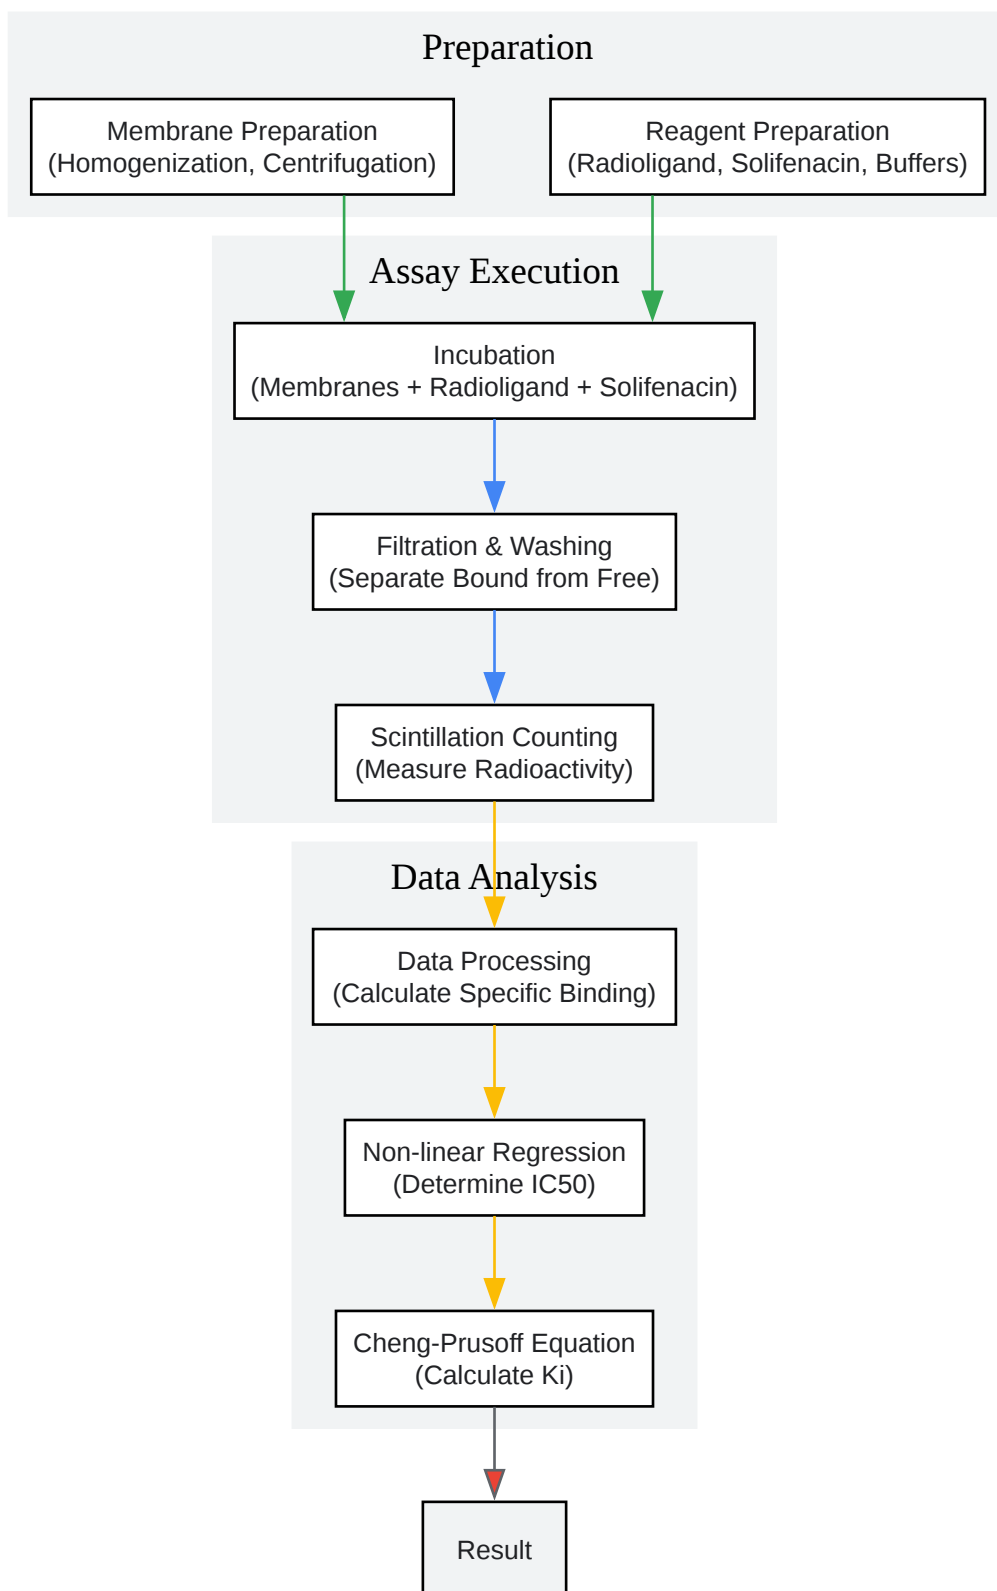 Preparation
Membrane Preparation
(Homogenization, Centrifugation)
Reagent Preparation
(Radioligand, Solifenacin, Buffers)
Assay Execution
Incubation
(Membranes + Radioligand + Solifenacin)
Filtration & Washing
(Separate Bound from Free)
Scintillation Counting
(Measure Radioactivity)
Data Analysis
Data Processing
(Calculate Specific Binding)
Non-linear Regression
(Determine IC50)
Cheng-Prusoff Equation
(Calculate Ki)
Result